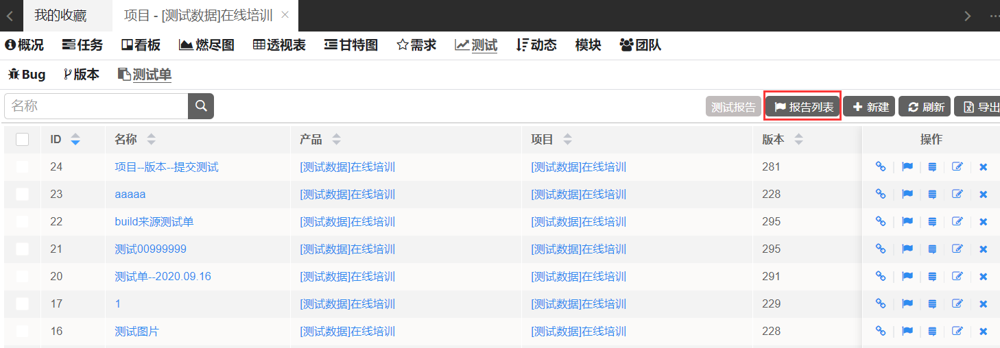 我的收藏 项目 - [测试数据]在线培训
概况 任务 看板 燃尽图 透视表 甘特图 需求 测试 动态 模块 团队
Bug 版本 测试单
名称 测试报告 报告列表 新建 刷新 导出
ID 名称 产品 项目 版本 操作
24 项目--版本--提交测试 [测试数据]在线培训 [测试数据]在线培训 281
23 aaaaa [测试数据]在线培训 [测试数据]在线培训 228
22 build来源测试单 [测试数据]在线培训 [测试数据]在线培训 295
21 测试00999999 [测试数据]在线培训 [测试数据]在线培训 295
20 测试单--2020.09.16 [测试数据]在线培训 [测试数据]在线培训 291
17 1 [测试数据]在线培训 [测试数据]在线培训 229
16 测试图片 [测试数据]在线培训 [测试数据]在线培训 228